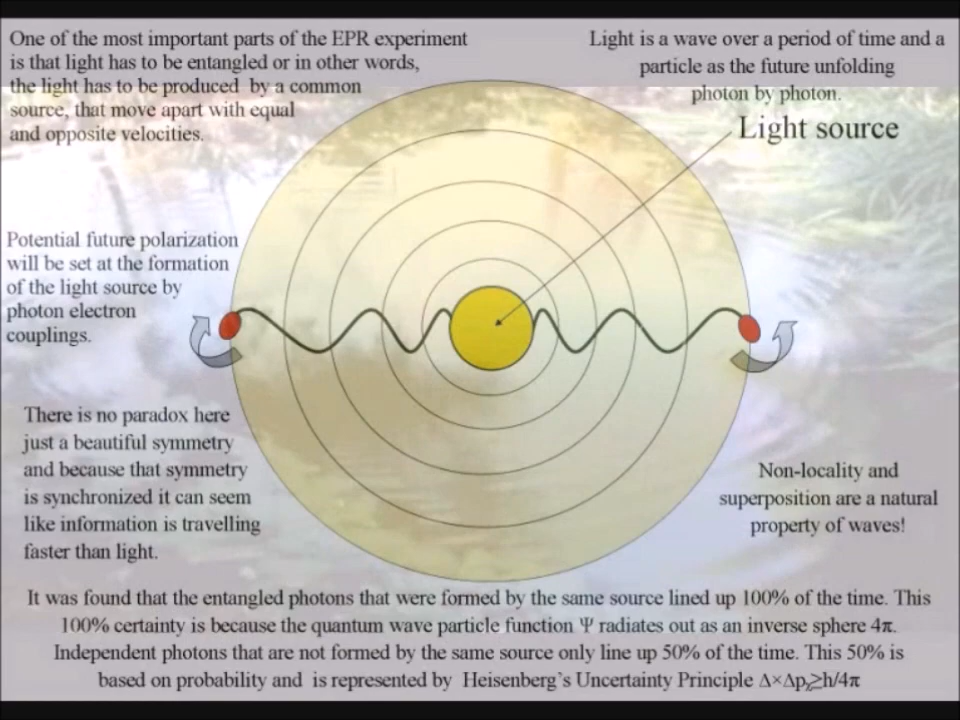 One of the most important parts of the EPR experiment
is that light has to be entangled or in other words,
the light has to be produced by a common
source, that move apart with equal
and opposite velocities.
Light is a wave over a period of time and a
particle as the future unfolding
photon by photon.
Light source
Potential future polarization
will be set at the formation
of the light source by
photon electron
couplings.
There is no paradox here
just a beautiful symmetry
and because that symmetry
is synchronized it can seem
like information is travelling
faster than light.
Non-locality and
superposition are a natural
property of waves!
It was found that the entangled photons that were formed by the same source lined up 100% of the time. This
100% certainty is because the quantum wave particle function Ψ radiates out as an inverse sphere 4π.
Independent photons that are not formed by the same source only line up 50% of the time. This 50% is
based on probability and is represented by Heisenberg's Uncertainty Principle Δ×Δpₓ≥h/4π